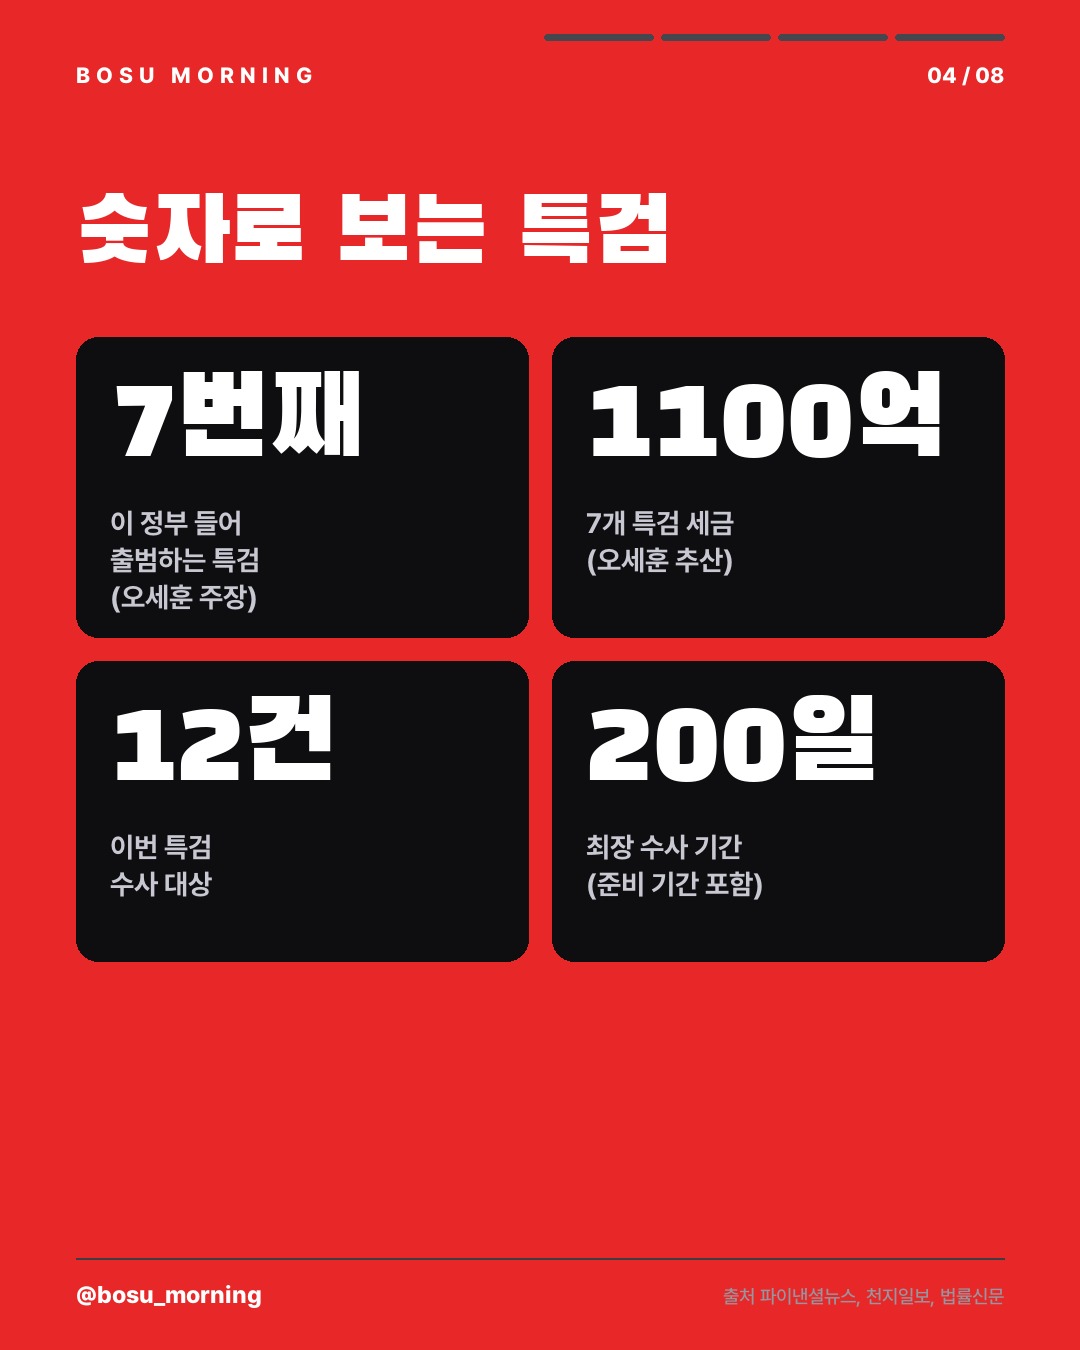 BOSU MORNING
04 / 08
숫자로 보는 특검
7번째
이 정부 들어
출범하는 특검
(오세훈 주장)
1100억
7개 특검 세금
(오세훈 추산)
12건
이번 특검
수사 대상
200일
최장 수사 기간
(준비 기간 포함)
@bosu_morning
출처 파이낸셜뉴스, 천지일보, 법률신문